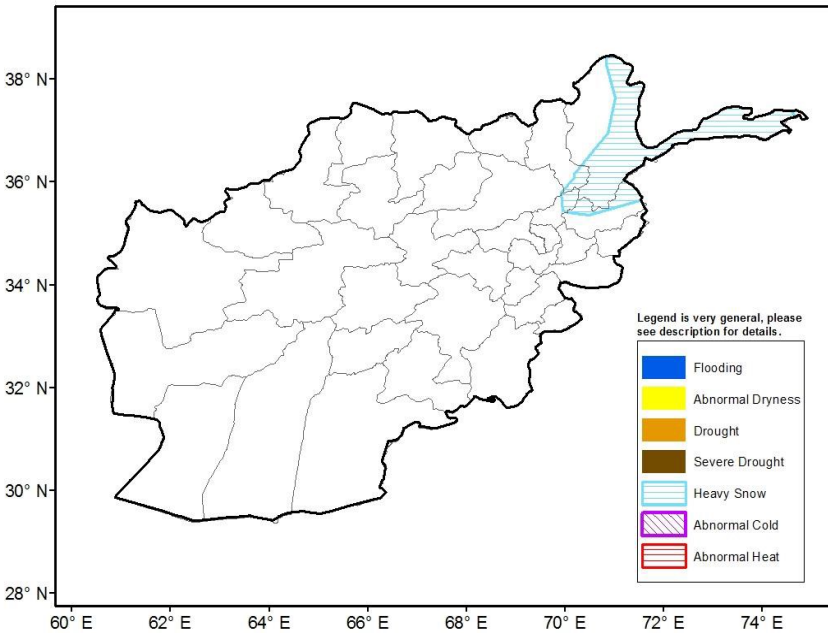 38° N
36° N
34° N
32° N
30° N
28° N
60° E 62° E 64° E 66° E 68° E 70° E 72° E 74° E
Legend is very general, please
see description for details.
Flooding
Abnormal Dryness
Drought
Severe Drought
Heavy Snow
Abnormal Cold
Abnormal Heat